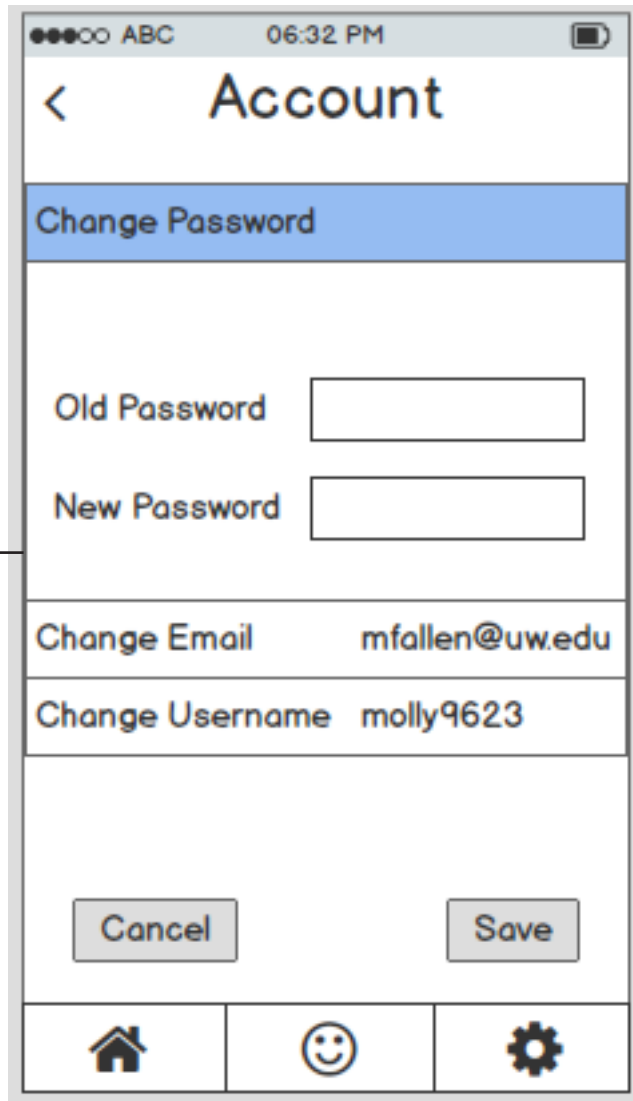 ABC 06:32 PM
Account
Change Password
Old Password
New Password
Change Email mfallen@uw.edu
Change Username molly9623
Cancel Save